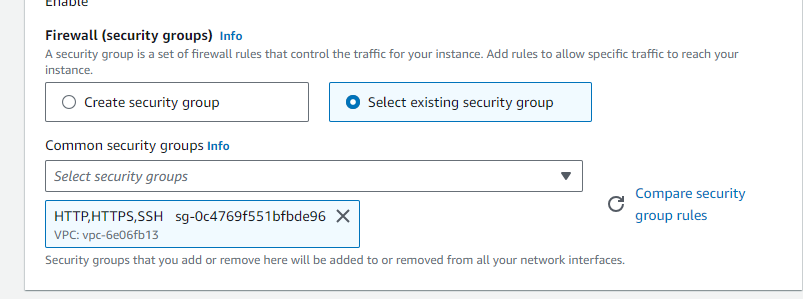 Enable
Firewall (security groups) Info
A security group is a set of firewall rules that control the traffic for your instance. Add rules to allow specific traffic to reach your
instance.
Create security group
Select existing security group
Common security groups Info
Select security groups
HTTP,HTTPS,SSH sg-0c4769f551bfbde96
VPC: vpc-6e06fb13
Compare security
group rules
Security groups that you add or remove here will be added to or removed from all your network interfaces.